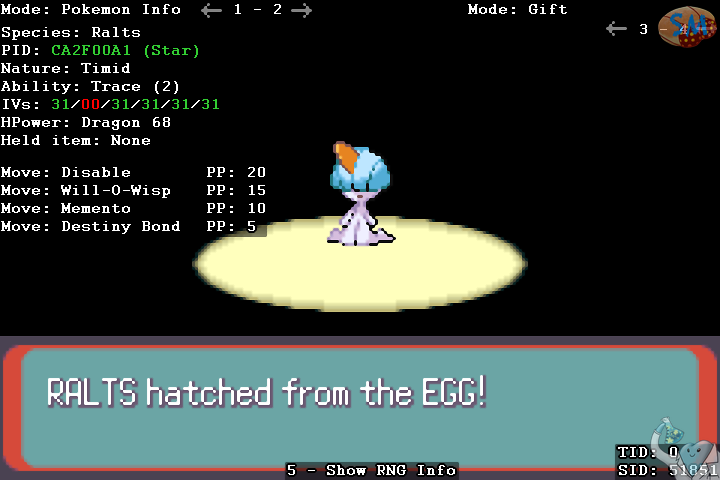 Mode: Pokemon Info ← 1 - 2 →
Mode: Gift
← 3 - 4
SM
Species: Ralts
PID: CA2F00A1 (Star)
Nature: Timid
Ability: Trace (2)
IVs: 31/00/31/31/31/31
HPower: Dragon 68
Held item: None
Move: Disable PP: 20
Move: Will-O-Wisp PP: 15
Move: Memento PP: 10
Move: Destiny Bond PP: 5
RALTS hatched from the EGG!
5 - Show RNG Info
TID: 0
SID: 51851